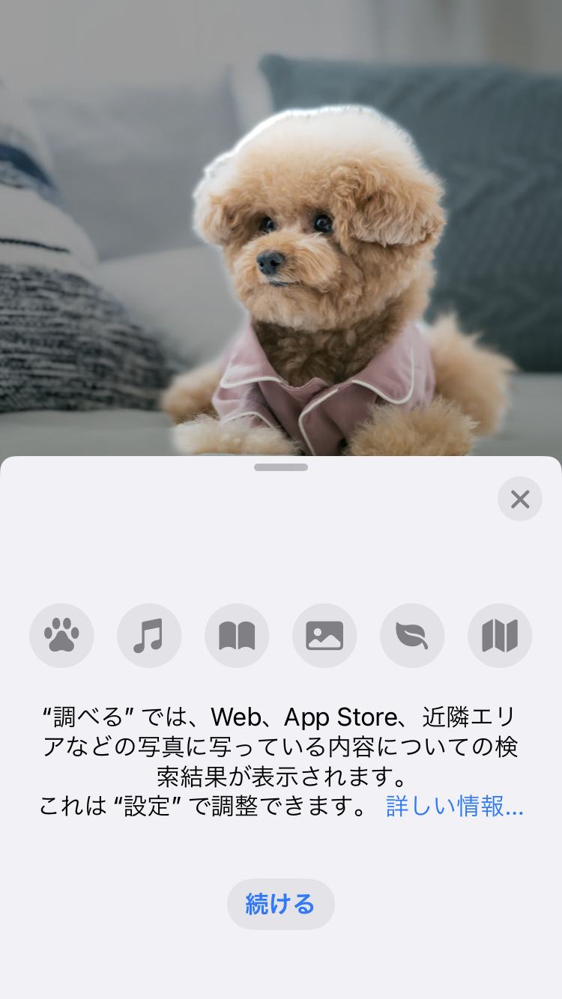 “調べる” では、Web、App Store、近隣エリ
アなどの写真に写っている内容についての検
索結果が表示されます。
これは “設定” で調整できます。 詳しい情報...
続ける